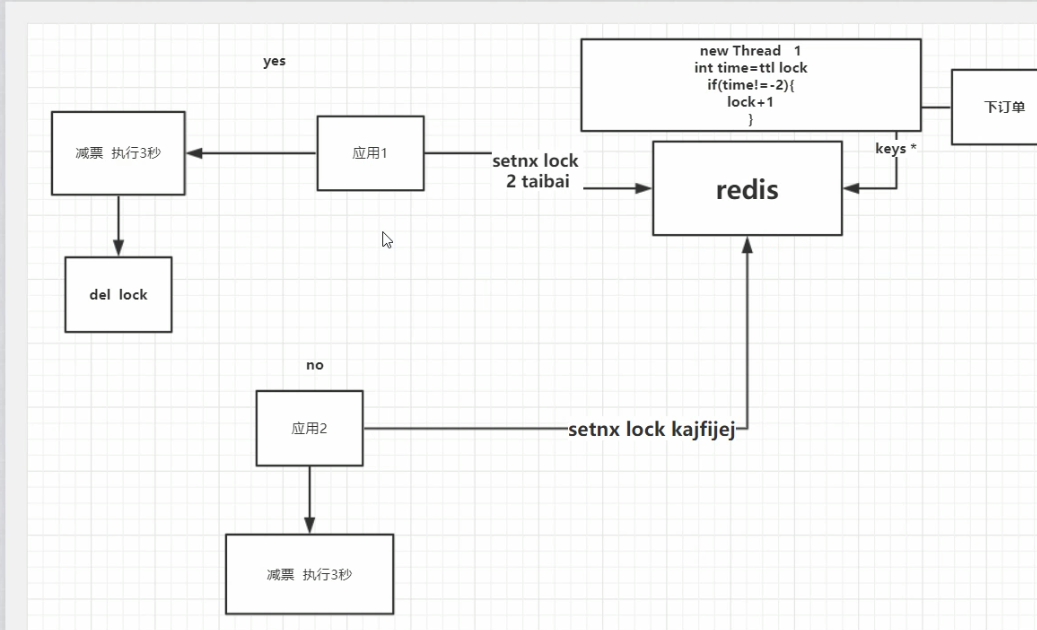 yes
new Thread 1
int time=ttl lock
if(time!=-2){
lock+1
}
下订单
减票 执行3秒
应用1
setnx lock
2 taibai
keys *
redis
del lock
no
应用2
setnx lock kajfijej
减票 执行3秒